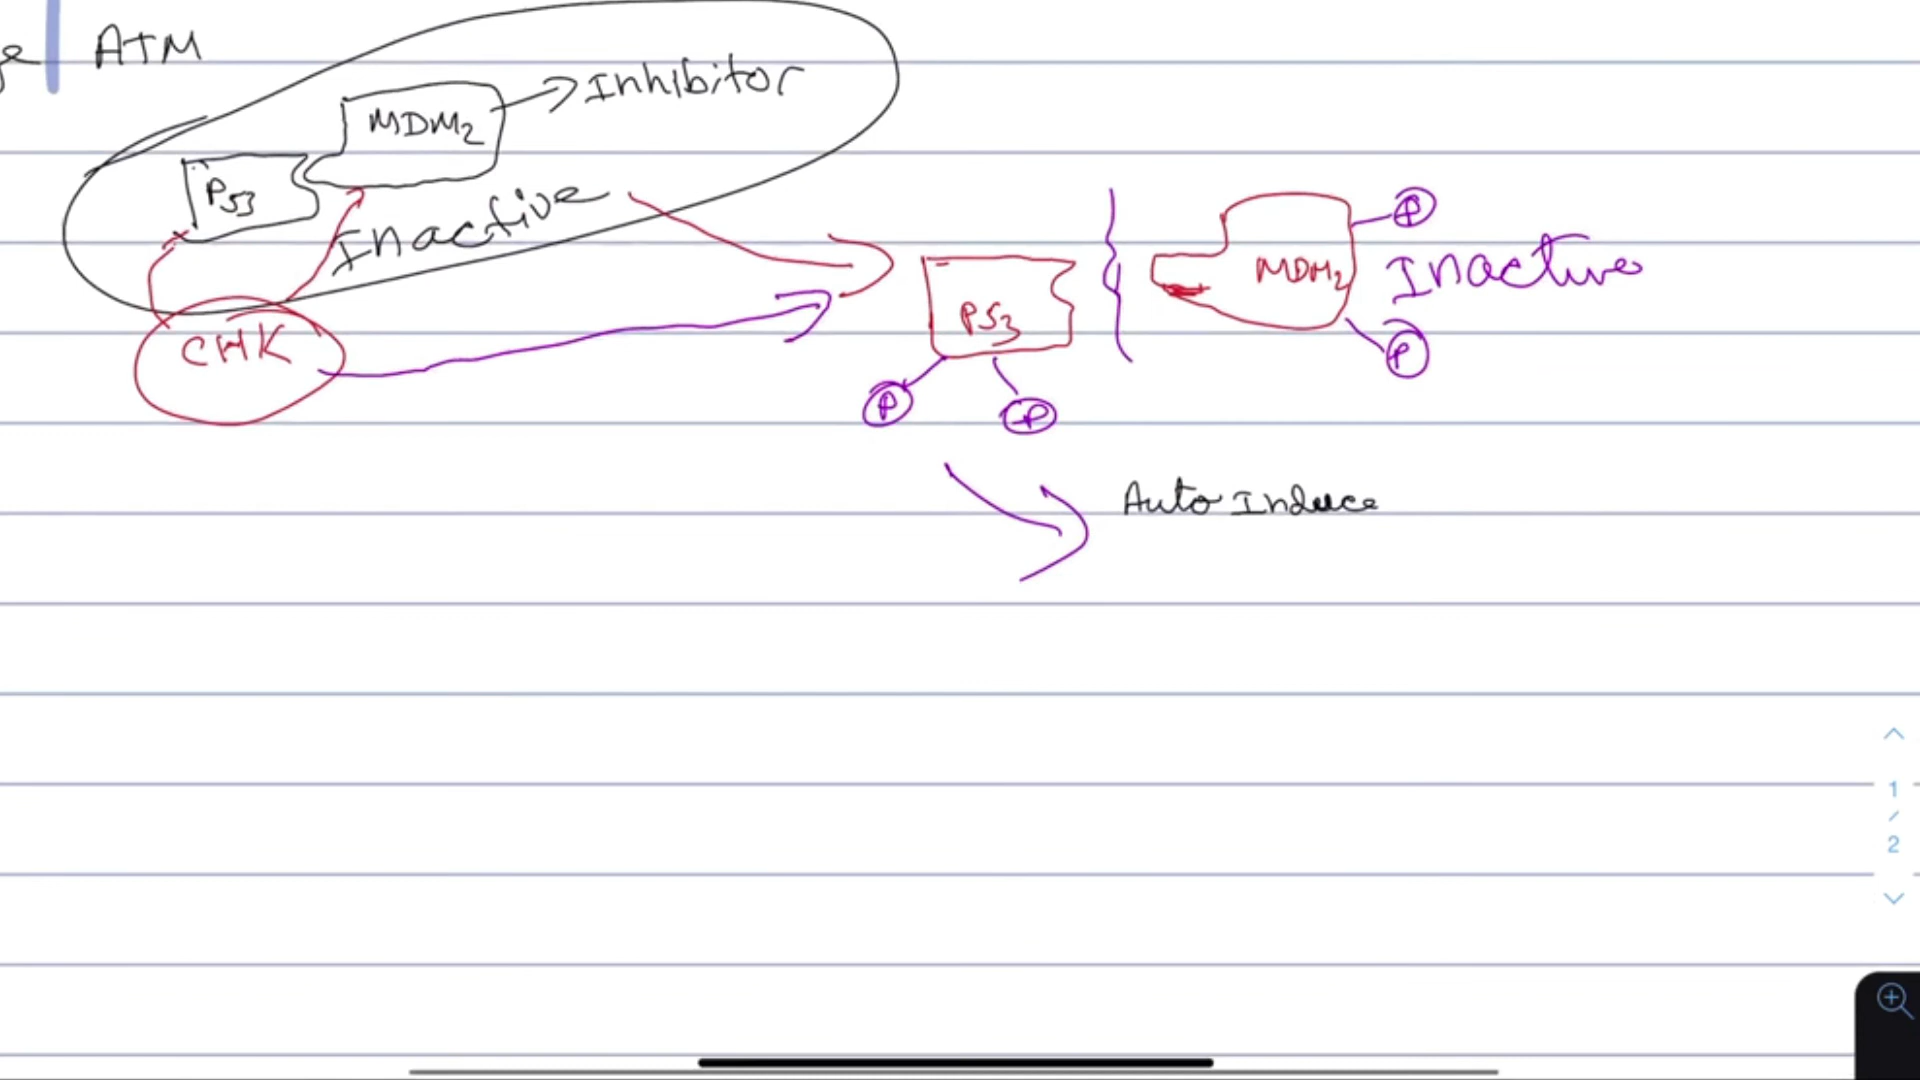 ATM
MDM2 → Inhibitor
P53
Inactive
CHK
P53
MDM2
Inactive
P
P
P
P
Auto Induce
1
/
2